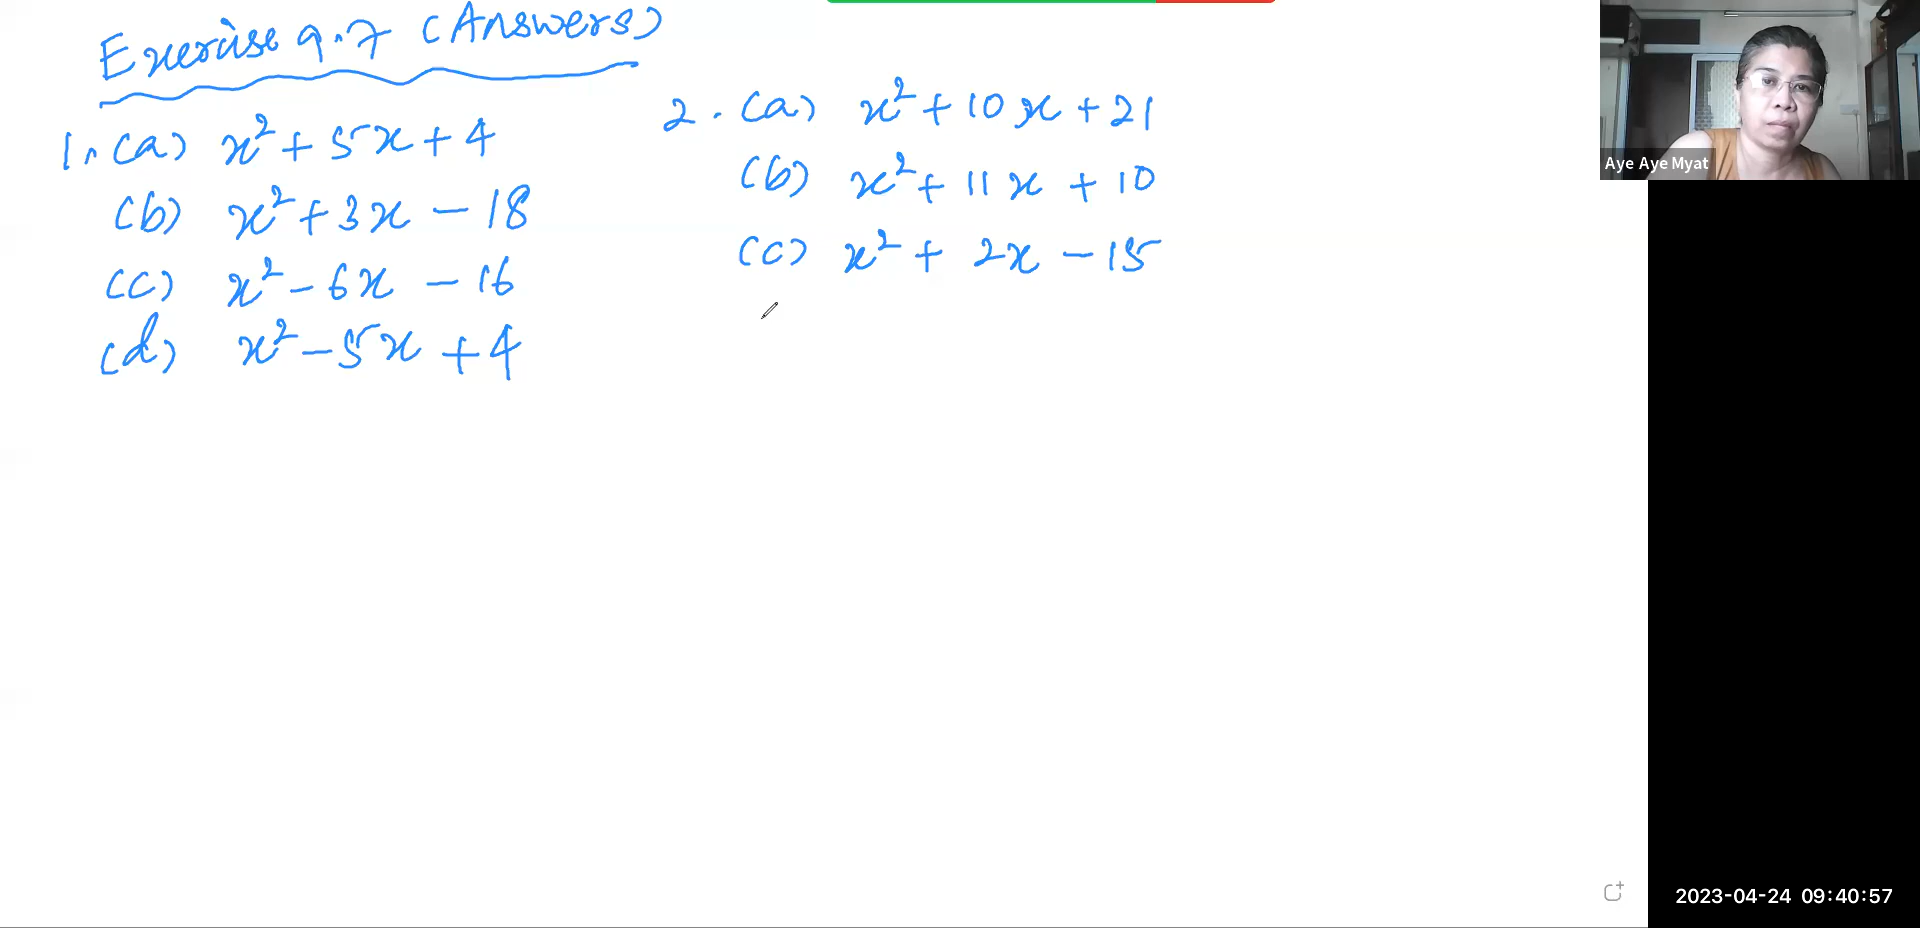 Exercise 9.7 (Answers)
1. (a) x² + 5x + 4
(b) x² + 3x - 18
(c) x² - 6x - 16
(d) x² - 5x + 4
2. (a) x² + 10x + 21
(b) x² + 11x + 10
(c) x² + 2x - 15
Aye Aye Myat
2023-04-24 09:40:57